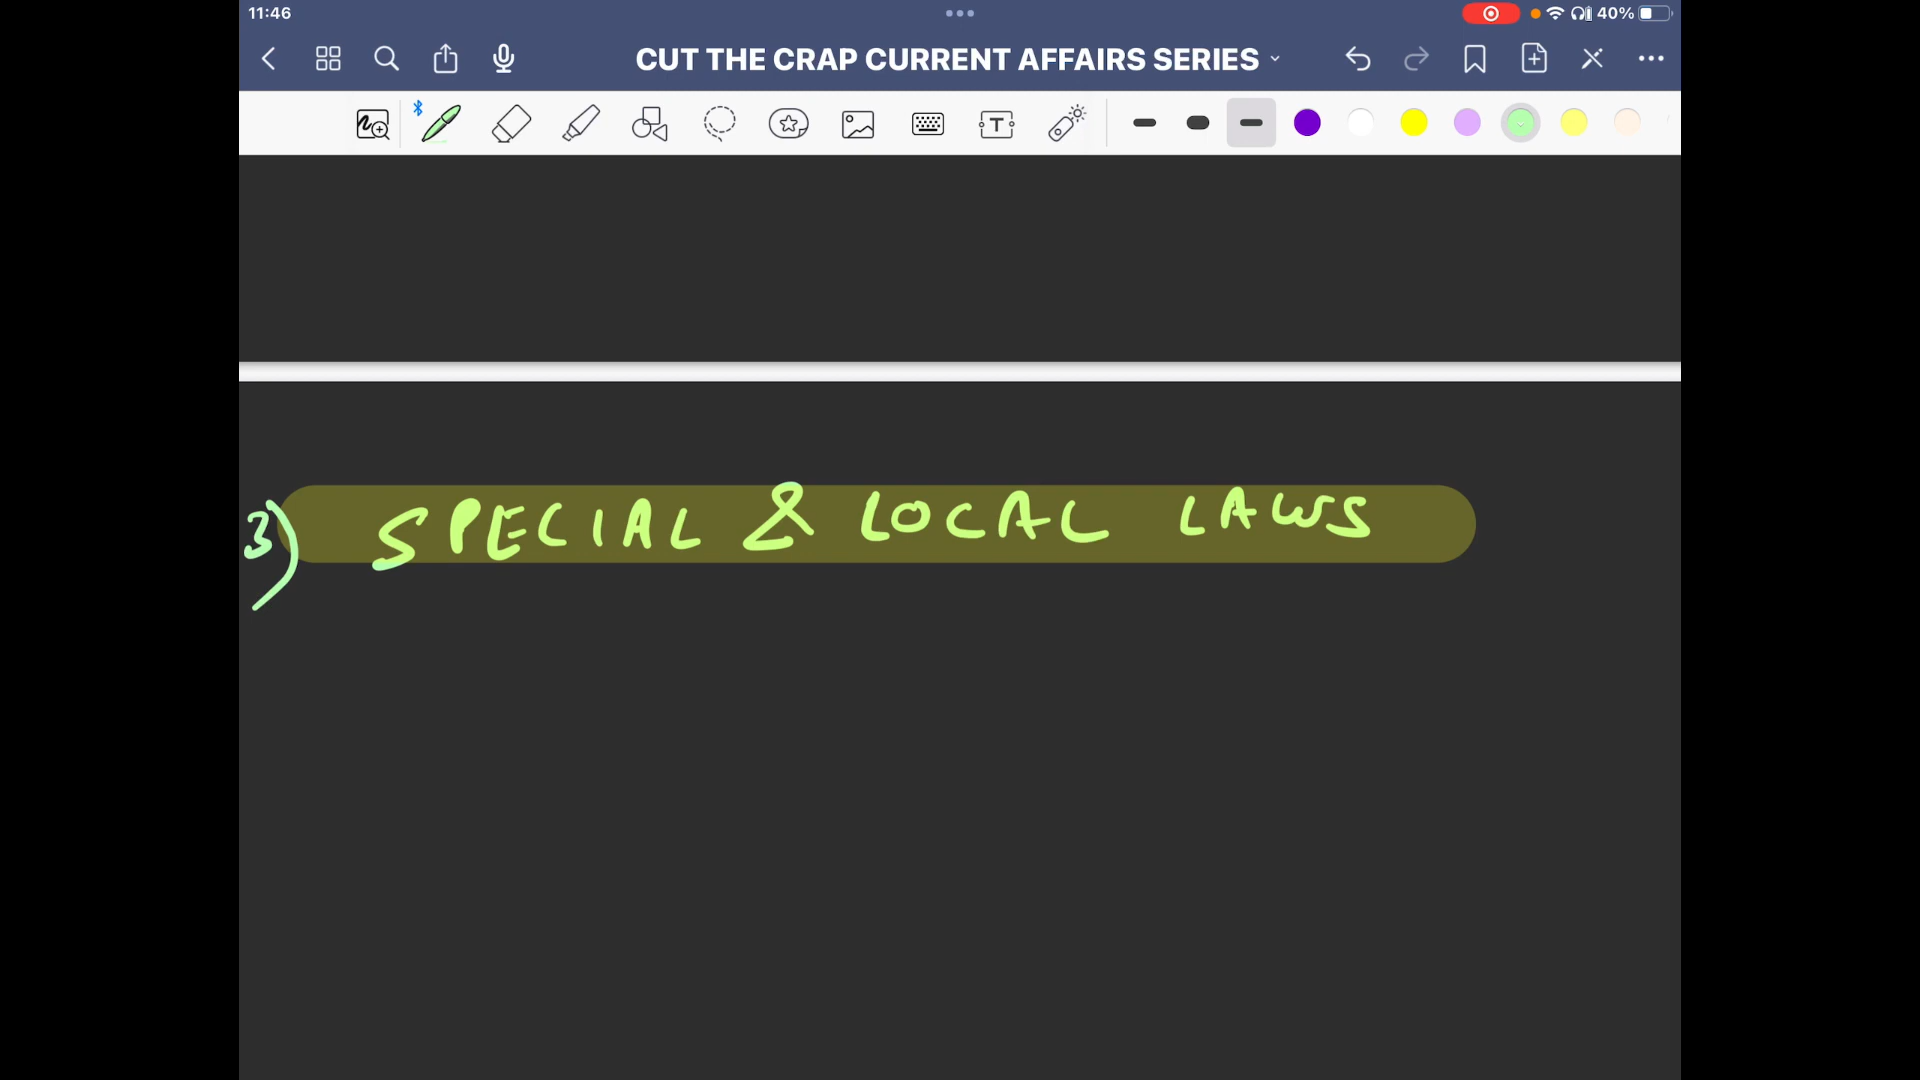 11:46
40%
CUT THE CRAP CURRENT AFFAIRS SERIES
T
3) SPECIAL & LOCAL LAWS